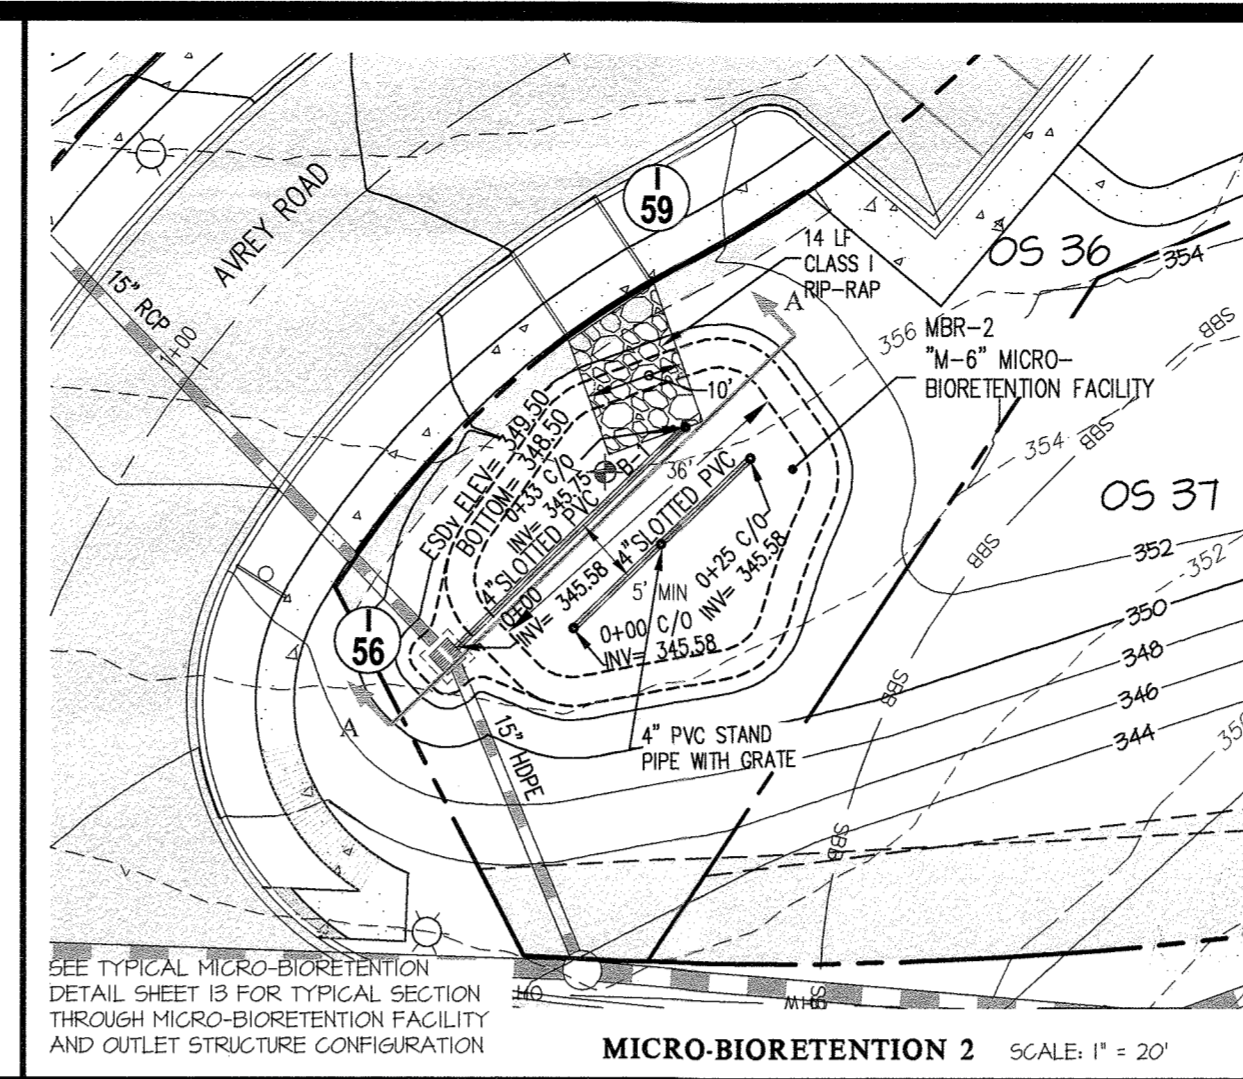 AVREY ROAD
15" RCP
1+00
I
59
14 LF
CLASS I
RIP-RAP
A
OS 36
354
356
SBB
MBR-2
"M-6" MICRO-
BIORETENTION FACILITY
10'
354
SBB
OS 37
ESDv ELEV= 349.50
BOTTOM= 348.50
0+33 C/O
INV= 345.75
B-1
36'
4"SLOTTED PVC
4"SLOTTED PVC
0+00
INV= 345.58
5' MIN
0+25 C/O
INV= 345.58
0+00 C/O
INV= 345.58
SBB
352
352
350
348
346
344
I
56
A
15" HDPE
4" PVC STAND
PIPE WITH GRATE
SBB
SBB
SEE TYPICAL MICRO-BIORETENTION
DETAIL SHEET 13 FOR TYPICAL SECTION
THROUGH MICRO-BIORETENTION FACILITY
AND OUTLET STRUCTURE CONFIGURATION
MICRO-BIORETENTION 2
SCALE: 1" = 20'